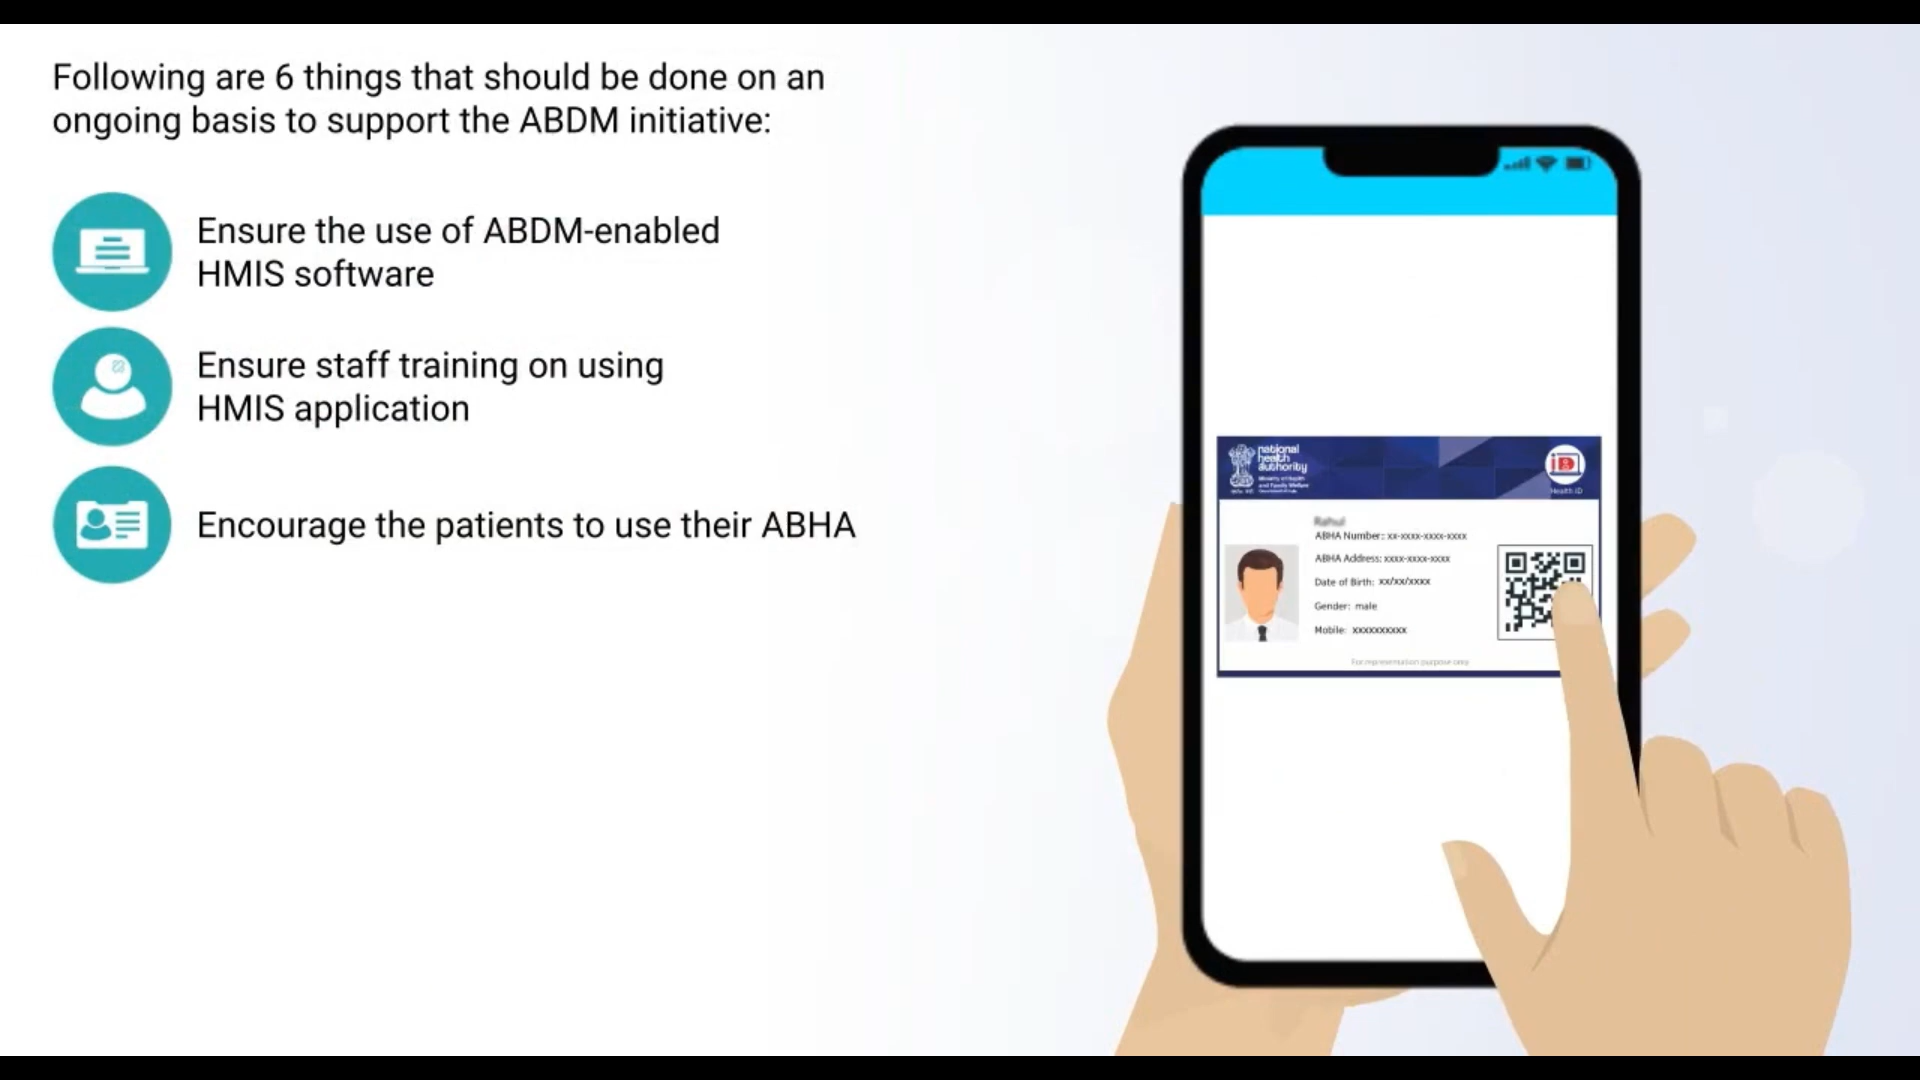 Following are 6 things that should be done on an
ongoing basis to support the ABDM initiative:
Ensure the use of ABDM-enabled
HMIS software
Ensure staff training on using
HMIS application
Encourage the patients to use their ABHA
national
health
authority
Ministry of Health
and Family Welfare
Health ID
Rahul
ABHA Number: xx-xxxx-xxxx-xxxx
ABHA Address: xxxx-xxxx-xxxx
Date of Birth: xx/xx/xxxx
Gender: male
Mobile: xxxxxxxxxx
For representation purpose only